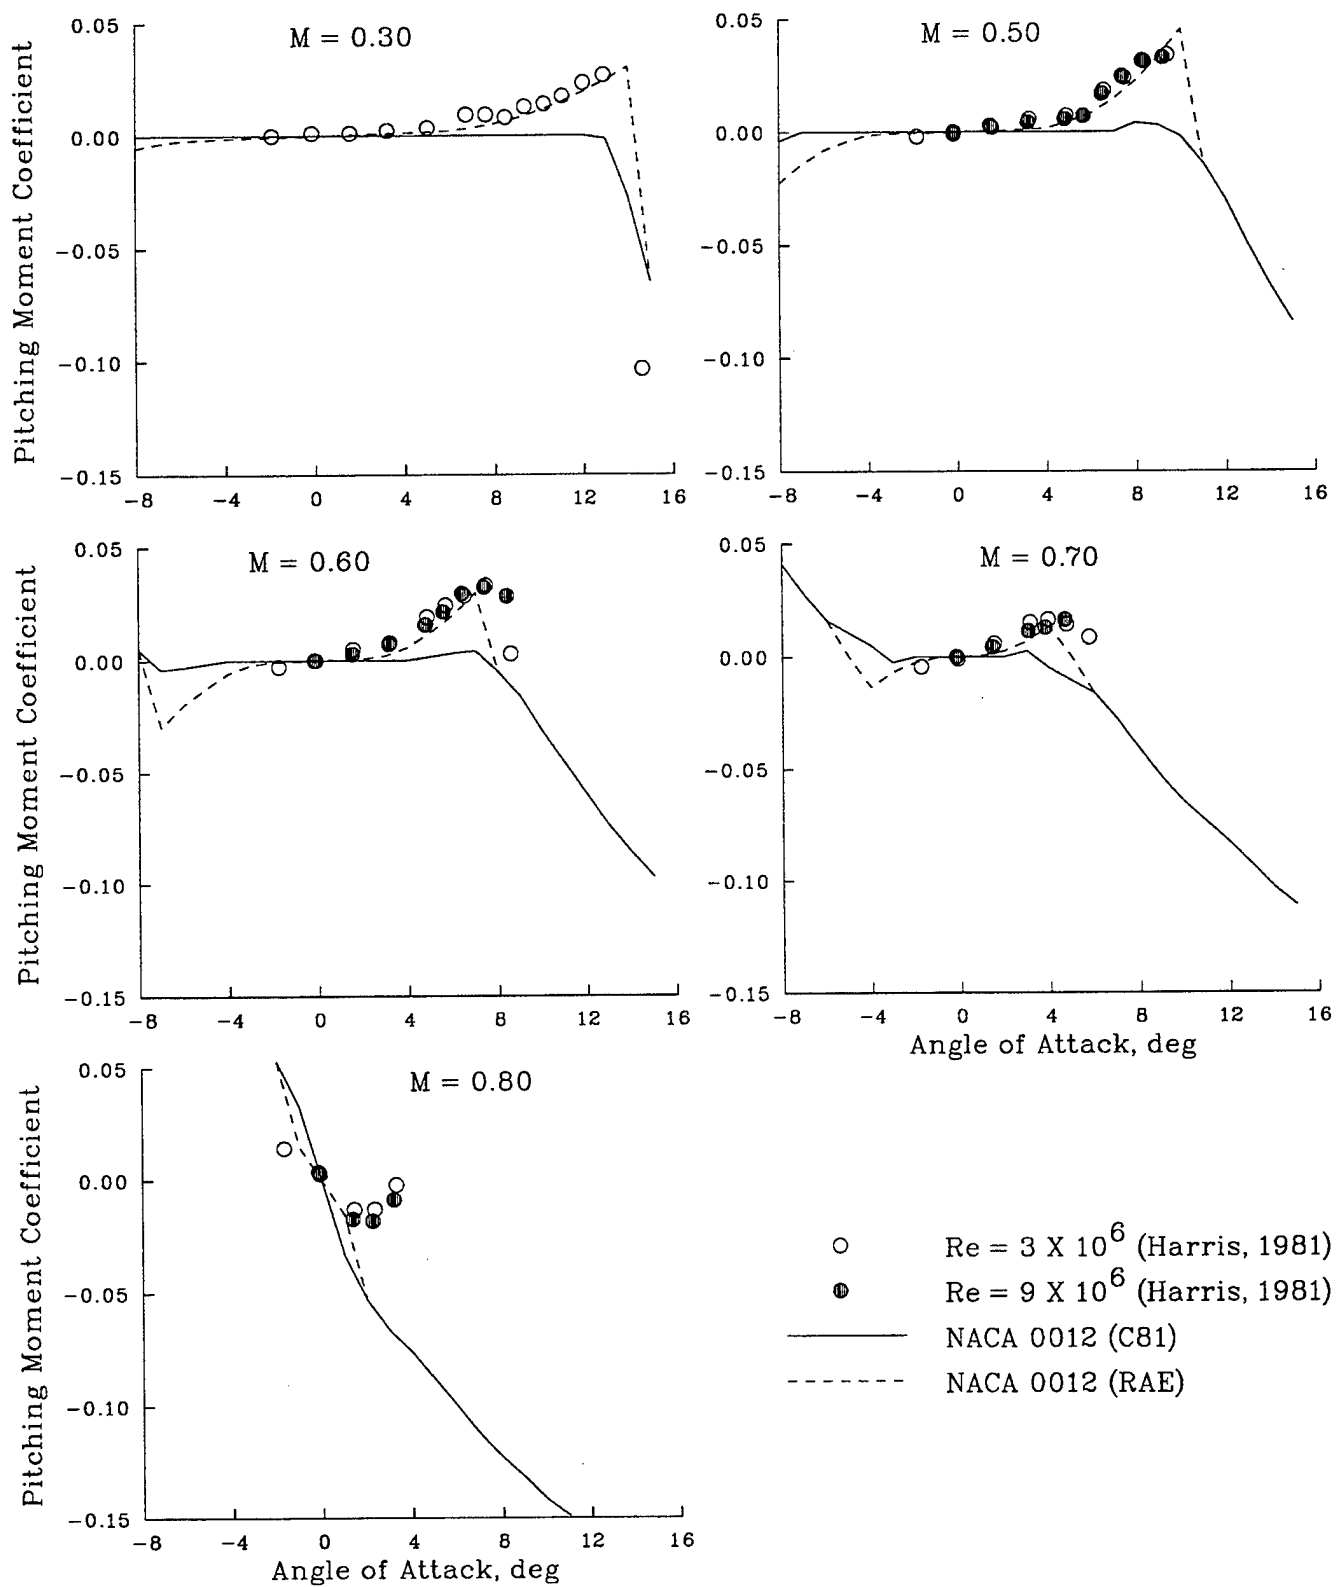 M = 0.30
Pitching Moment Coefficient
0.05
0.00
−0.05
−0.10
−0.15
−8 −4 0 4 8 12 16
M = 0.50
0.05
0.00
−0.05
−0.10
−0.15
−8 −4 0 4 8 12 16
M = 0.60
Pitching Moment Coefficient
0.05
0.00
−0.05
−0.10
−0.15
−8 −4 0 4 8 12 16
M = 0.70
0.05
0.00
−0.05
−0.10
−0.15
−8 −4 0 4 8 12 16
Angle of Attack, deg
M = 0.80
Pitching Moment Coefficient
0.05
0.00
−0.05
−0.10
−0.15
−8 −4 0 4 8 12 16
Angle of Attack, deg
Re = 3 X 10⁶ (Harris, 1981)
Re = 9 X 10⁶ (Harris, 1981)
NACA 0012 (C81)
NACA 0012 (RAE)